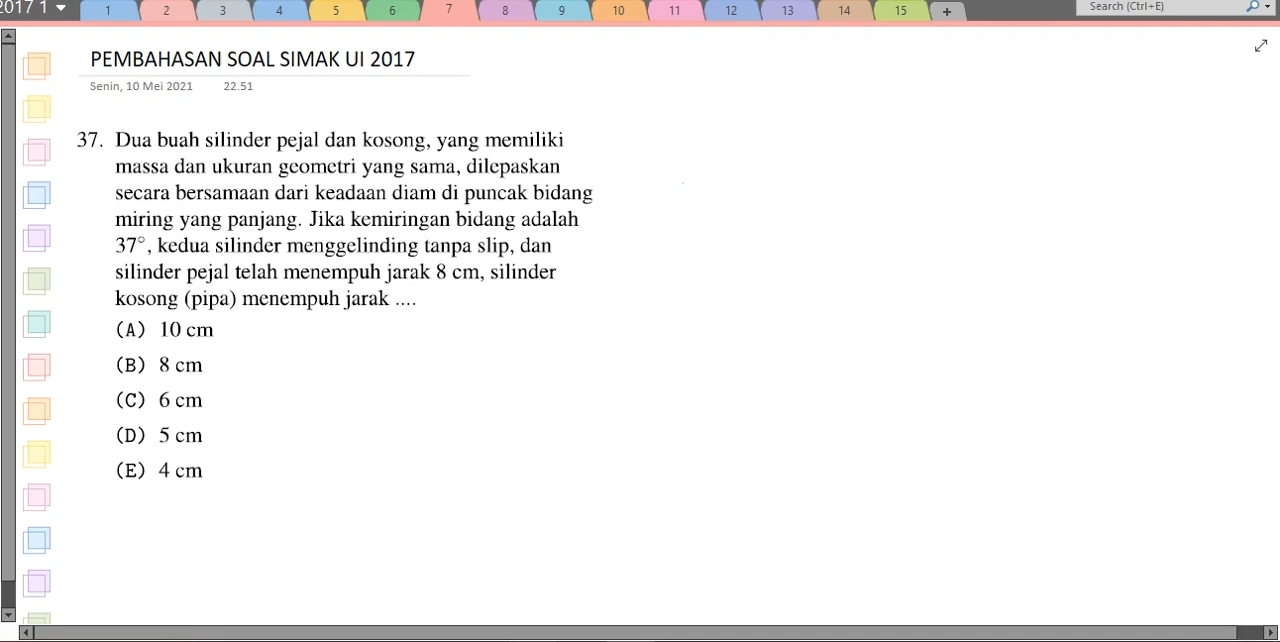 2017 1
1 2 3 4 5 6 7 8 9 10 11 12 13 14 15 +
Search (Ctrl+E)
PEMBAHASAN SOAL SIMAK UI 2017
Senin, 10 Mei 2021 22.51
37. Dua buah silinder pejal dan kosong, yang memiliki
massa dan ukuran geometri yang sama, dilepaskan
secara bersamaan dari keadaan diam di puncak bidang
miring yang panjang. Jika kemiringan bidang adalah
37°, kedua silinder menggelinding tanpa slip, dan
silinder pejal telah menempuh jarak 8 cm, silinder
kosong (pipa) menempuh jarak ....
(A) 10 cm
(B) 8 cm
(C) 6 cm
(D) 5 cm
(E) 4 cm